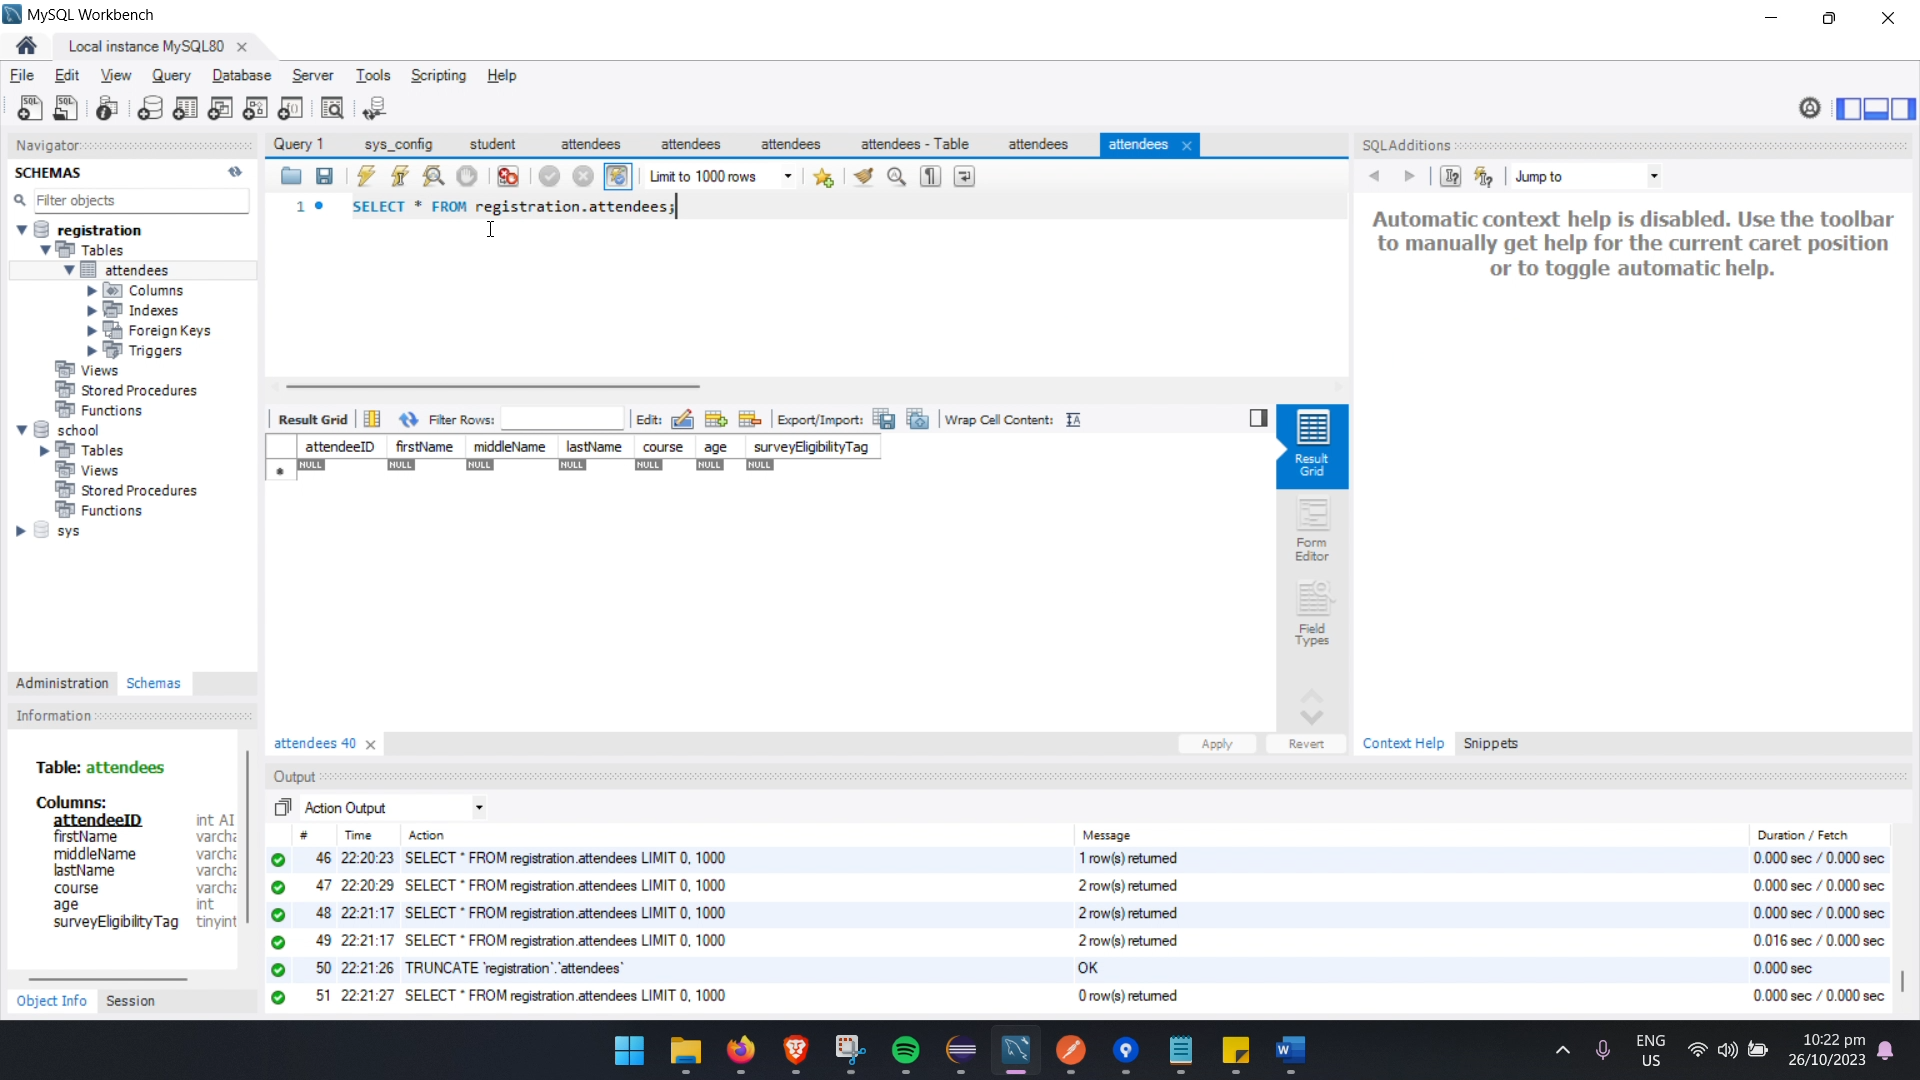 MySQL Workbench
Local instance MySQL80
File Edit View Query Database Server Tools Scripting Help
Navigator
SCHEMAS
Filter objects
registration
Tables
attendees
Columns
Indexes
Foreign Keys
Triggers
Views
Stored Procedures
Functions
school
Tables
Views
Stored Procedures
Functions
sys
Administration Schemas
Information
Table: attendees
Columns:
attendeeID int AI
firstName varcha
middleName varcha
lastName varcha
course varcha
age int
surveyEligibilityTag tinyint
Object Info Session
Query 1 sys_config student attendees attendees attendees attendees - Table attendees attendees
Limit to 1000 rows
1 SELECT * FROM registration.attendees;
Result Grid Filter Rows: Edit: Export/Import: Wrap Cell Content:
attendeeID firstName middleName lastName course age surveyEligibilityTag
NULL NULL NULL NULL NULL NULL NULL
Result
Grid
Form
Editor
Field
Types
attendees 40 Apply Revert
SQLAdditions
Jump to
Automatic context help is disabled. Use the toolbar
to manually get help for the current caret position
or to toggle automatic help.
Context Help Snippets
Output
Action Output
# Time Action Message Duration / Fetch
46 22:20:23 SELECT * FROM registration.attendees LIMIT 0, 1000 1 row(s) returned 0.000 sec / 0.000 sec
47 22:20:29 SELECT * FROM registration.attendees LIMIT 0, 1000 2 row(s) returned 0.000 sec / 0.000 sec
48 22:21:17 SELECT * FROM registration.attendees LIMIT 0, 1000 2 row(s) returned 0.000 sec / 0.000 sec
49 22:21:17 SELECT * FROM registration.attendees LIMIT 0, 1000 2 row(s) returned 0.016 sec / 0.000 sec
50 22:21:26 TRUNCATE `registration`.`attendees` OK 0.000 sec
51 22:21:27 SELECT * FROM registration.attendees LIMIT 0, 1000 0 row(s) returned 0.000 sec / 0.000 sec
ENG
US
10:22 pm
26/10/2023